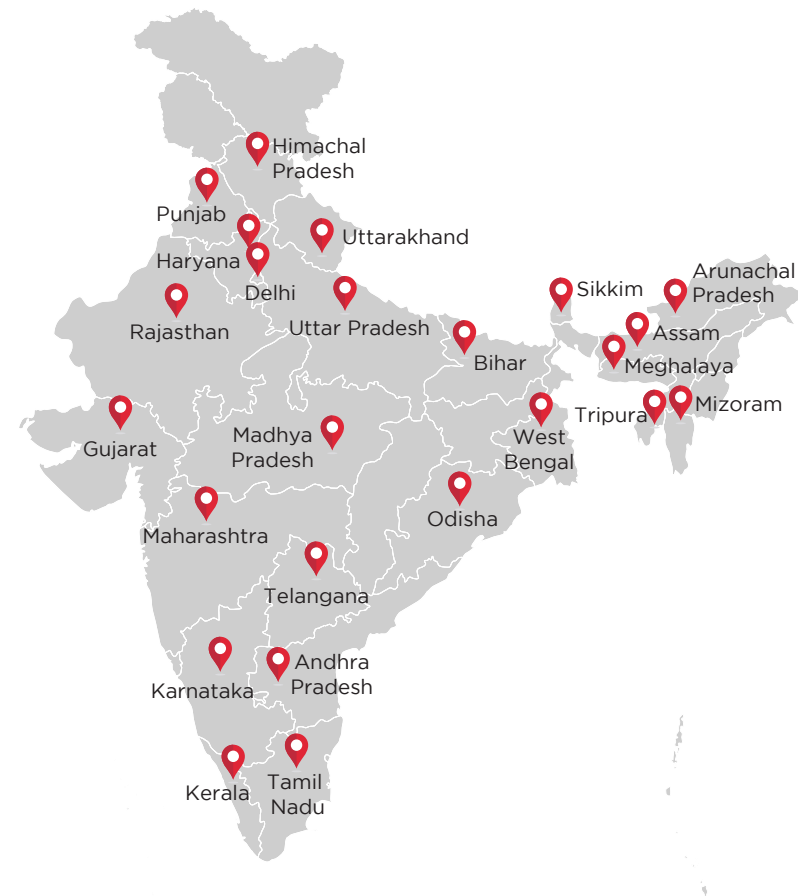 Himachal
Pradesh
Punjab
Uttarakhand
Haryana
Delhi
Sikkim
Arunachal
Pradesh
Rajasthan
Uttar Pradesh
Assam
Bihar
Meghalaya
Mizoram
Tripura
Gujarat
Madhya
Pradesh
West
Bengal
Maharashtra
Odisha
Telangana
Andhra
Pradesh
Karnataka
Kerala
Tamil
Nadu